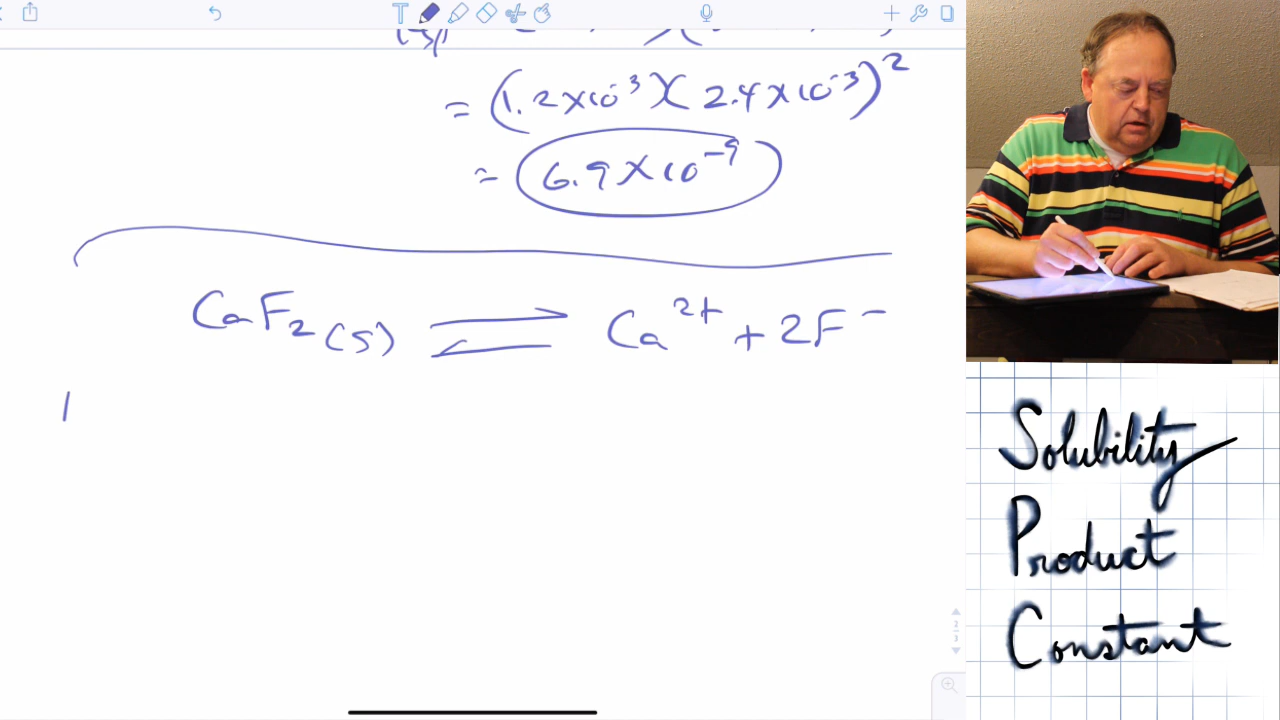 = (1.2×10⁻³)(2.4×10⁻³)²
= 6.9×10⁻⁹
CaF₂(s) ⇌ Ca²⁺ + 2F⁻
Solubility
Product
Constant